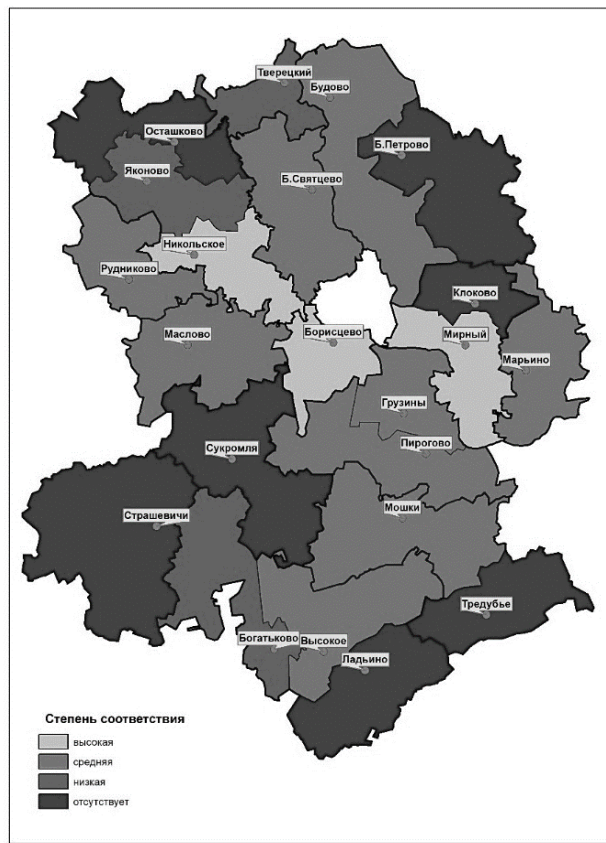 Тверецкий
Будово
Осташково
Б.Петрово
Яконово
Б.Святцево
Никольское
Рудниково
Клоково
Маслово
Борисцево
Мирный
Марьино
Грузины
Пирогово
Сукромля
Страшевичи
Мошки
Тредубье
Богатьково
Высокое
Ладьино
Степень соответствия
высокая
средняя
низкая
отсутствует